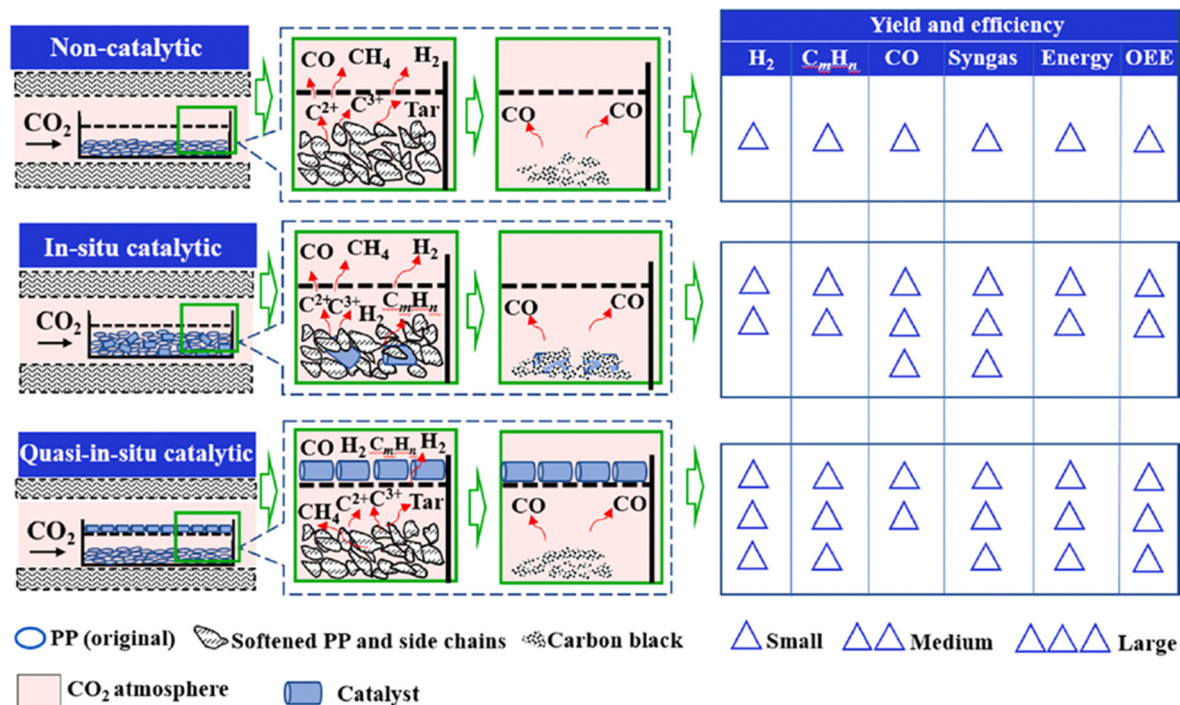 Non-catalytic
CO₂
CO CH₄ H₂
C²⁺ C³⁺ Tar
CO CO
Yield and efficiency
H₂ CₘHₙ CO Syngas Energy OEE
In-situ catalytic
CO₂
CO CH₄ H₂
C²⁺ C³⁺ H₂ CₘHₙ
CO CO
Quasi-in-situ catalytic
CO₂
CO H₂ CₘHₙ H₂
CH₄ C²⁺ C³⁺ Tar
CO CO
PP (original) Softened PP and side chains Carbon black
Small Medium Large
CO₂ atmosphere Catalyst